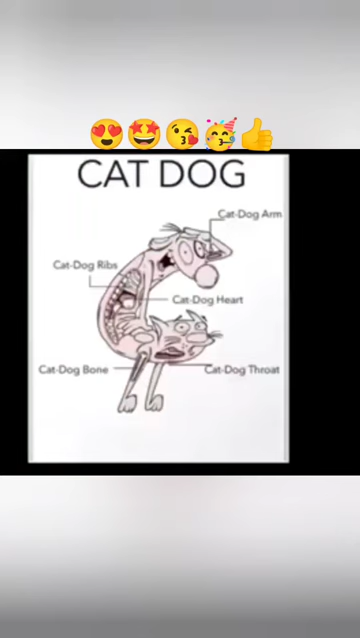 😍🤩😘🥳👍
CAT DOG
Cat-Dog Arm
Cat-Dog Ribs
Cat-Dog Heart
Cat-Dog Bone
Cat-Dog Throat